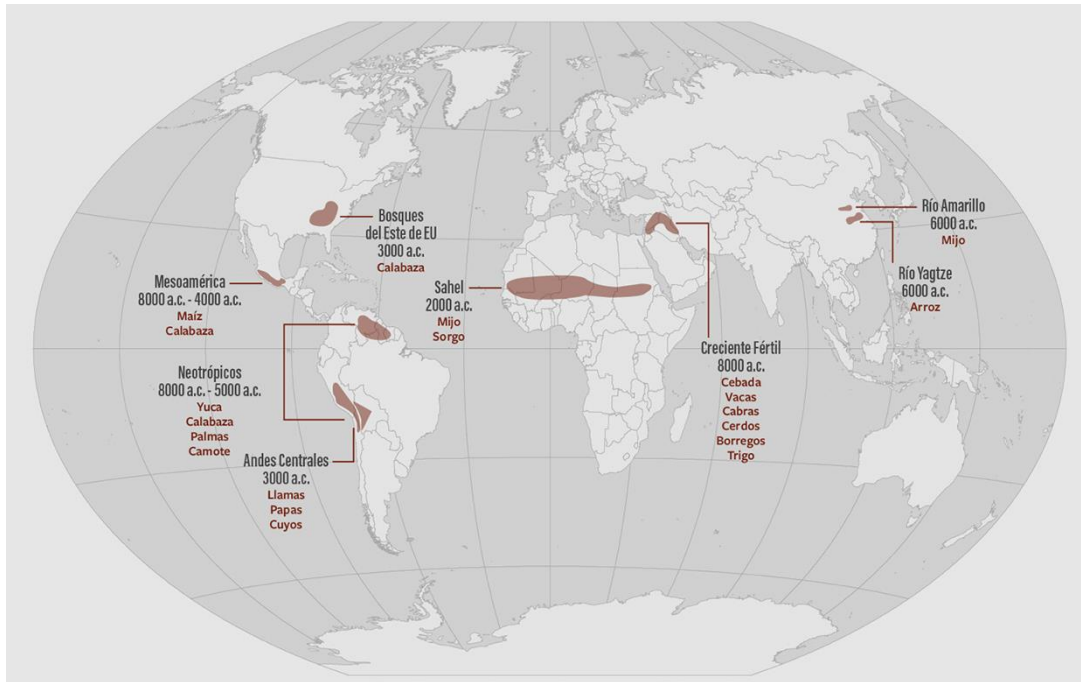 Bosques
del Este de EU
3000 a.c.
Calabaza
Mesoamérica
8000 a.c. - 4000 a.c.
Maíz
Calabaza
Neotrópicos
8000 a.c. - 5000 a.c.
Yuca
Calabaza
Palmas
Camote
Andes Centrales
3000 a.c.
Llamas
Papas
Cuyos
Sahel
2000 a.c.
Mijo
Sorgo
Creciente Fértil
8000 a.c.
Cebada
Vacas
Cabras
Cerdos
Borregos
Trigo
Río Amarillo
6000 a.c.
Mijo
Río Yagtze
6000 a.c.
Arroz